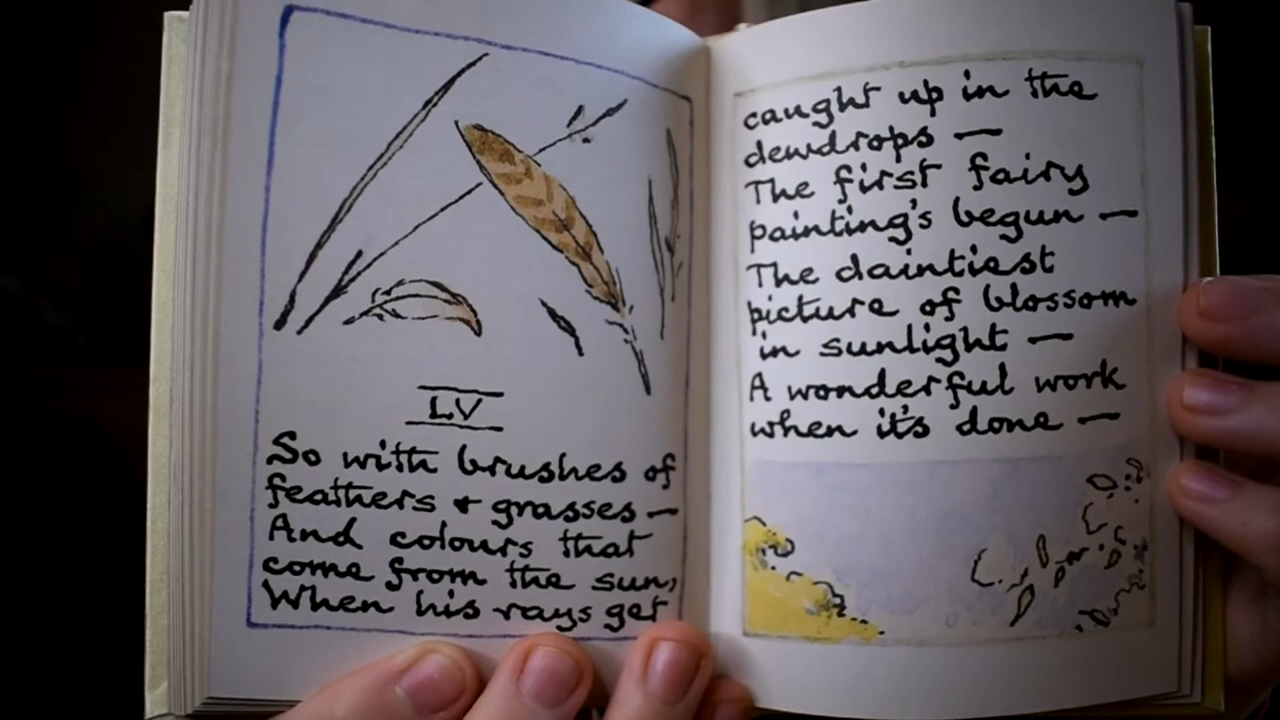 LV
So with brushes of
feathers & grasses —
And colours that
come from the sun,
When his rays get
caught up in the
dewdrops —
The first fairy
painting's begun —
The daintiest
picture of blossom
in sunlight —
A wonderful work
when it's done —